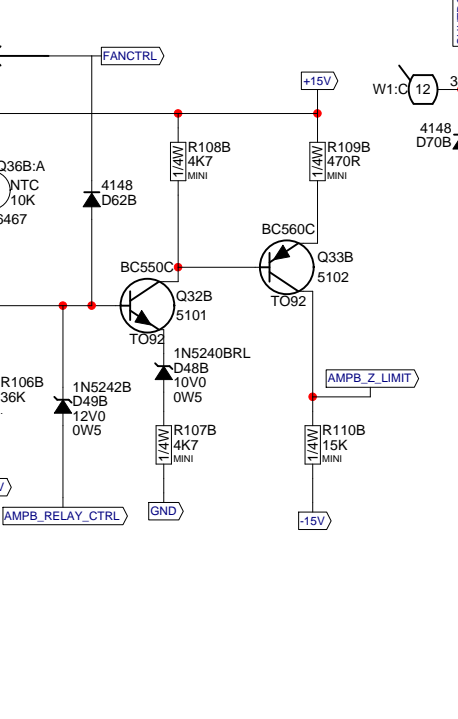 FANCTRL
+15V
W1:C
12
3
4148
D70B
R108B
4K7
MINI
1/4W
R109B
470R
MINI
1/4W
Q36B:A
NTC
10K
6467
4148
D62B
BC550C
Q32B
5101
TO92
BC560C
Q33B
5102
TO92
1N5240BRL
D48B
10V0
0W5
AMPB_Z_LIMIT
R106B
36K
1N5242B
D49B
12V0
0W5
R107B
4K7
MINI
1/4W
R110B
15K
MINI
1/4W
V
AMPB_RELAY_CTRL
GND
-15V